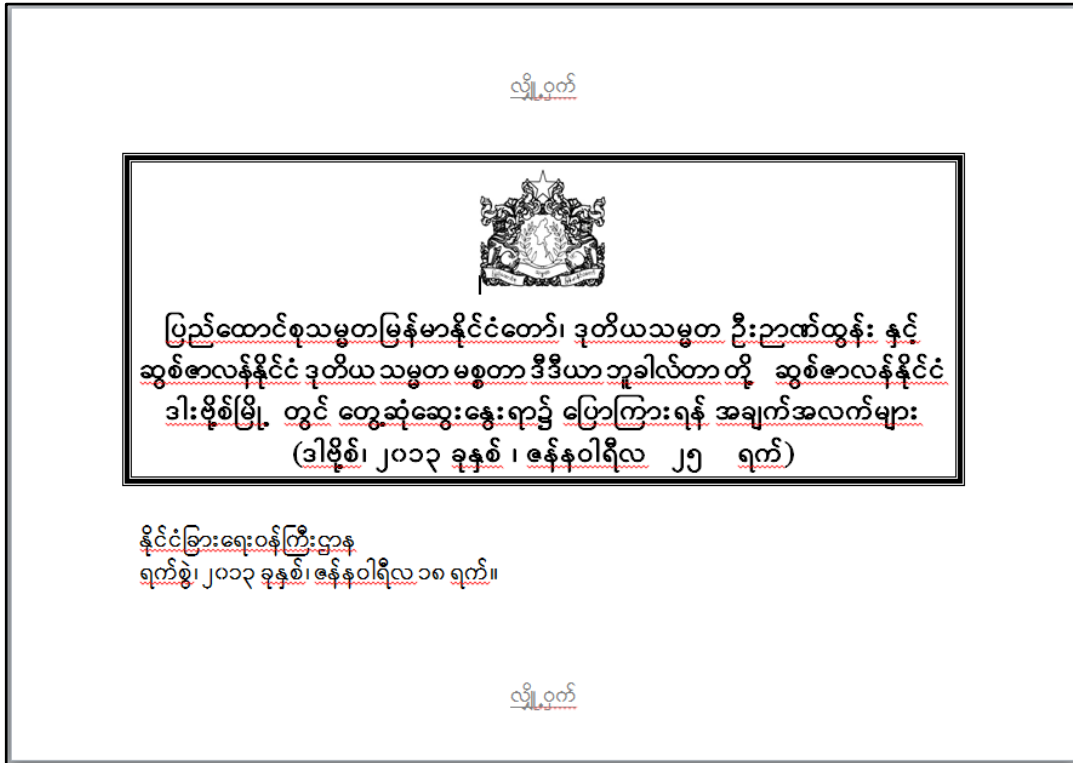 လျှို့ဝှက်
ပြည်ထောင်စုသမ္မတမြန်မာနိုင်ငံတော်၊ ဒုတိယသမ္မတ ဦးဉာဏ်ထွန်း နှင့်
ဆွစ်ဇာလန်နိုင်ငံ ဒုတိယ သမ္မတ မစ္စတာ ဒီဒီယာ ဘူခါလ်တာ တို့ ဆွစ်ဇာလန်နိုင်ငံ
ဒါးဗို့စ်မြို့ တွင် တွေ့ဆုံဆွေးနွေးရာ၌ ပြောကြားရန် အချက်အလက်များ
(ဒါဗို့စ်၊ ၂၀၁၃ ခုနှစ် ၊ ဇန်နဝါရီလ ၂၅ ရက်)
နိုင်ငံခြားရေးဝန်ကြီးဌာန
ရက်စွဲ၊ ၂၀၁၃ ခုနှစ်၊ ဇန်နဝါရီလ ၁၈ ရက်။
လျှို့ဝှက်